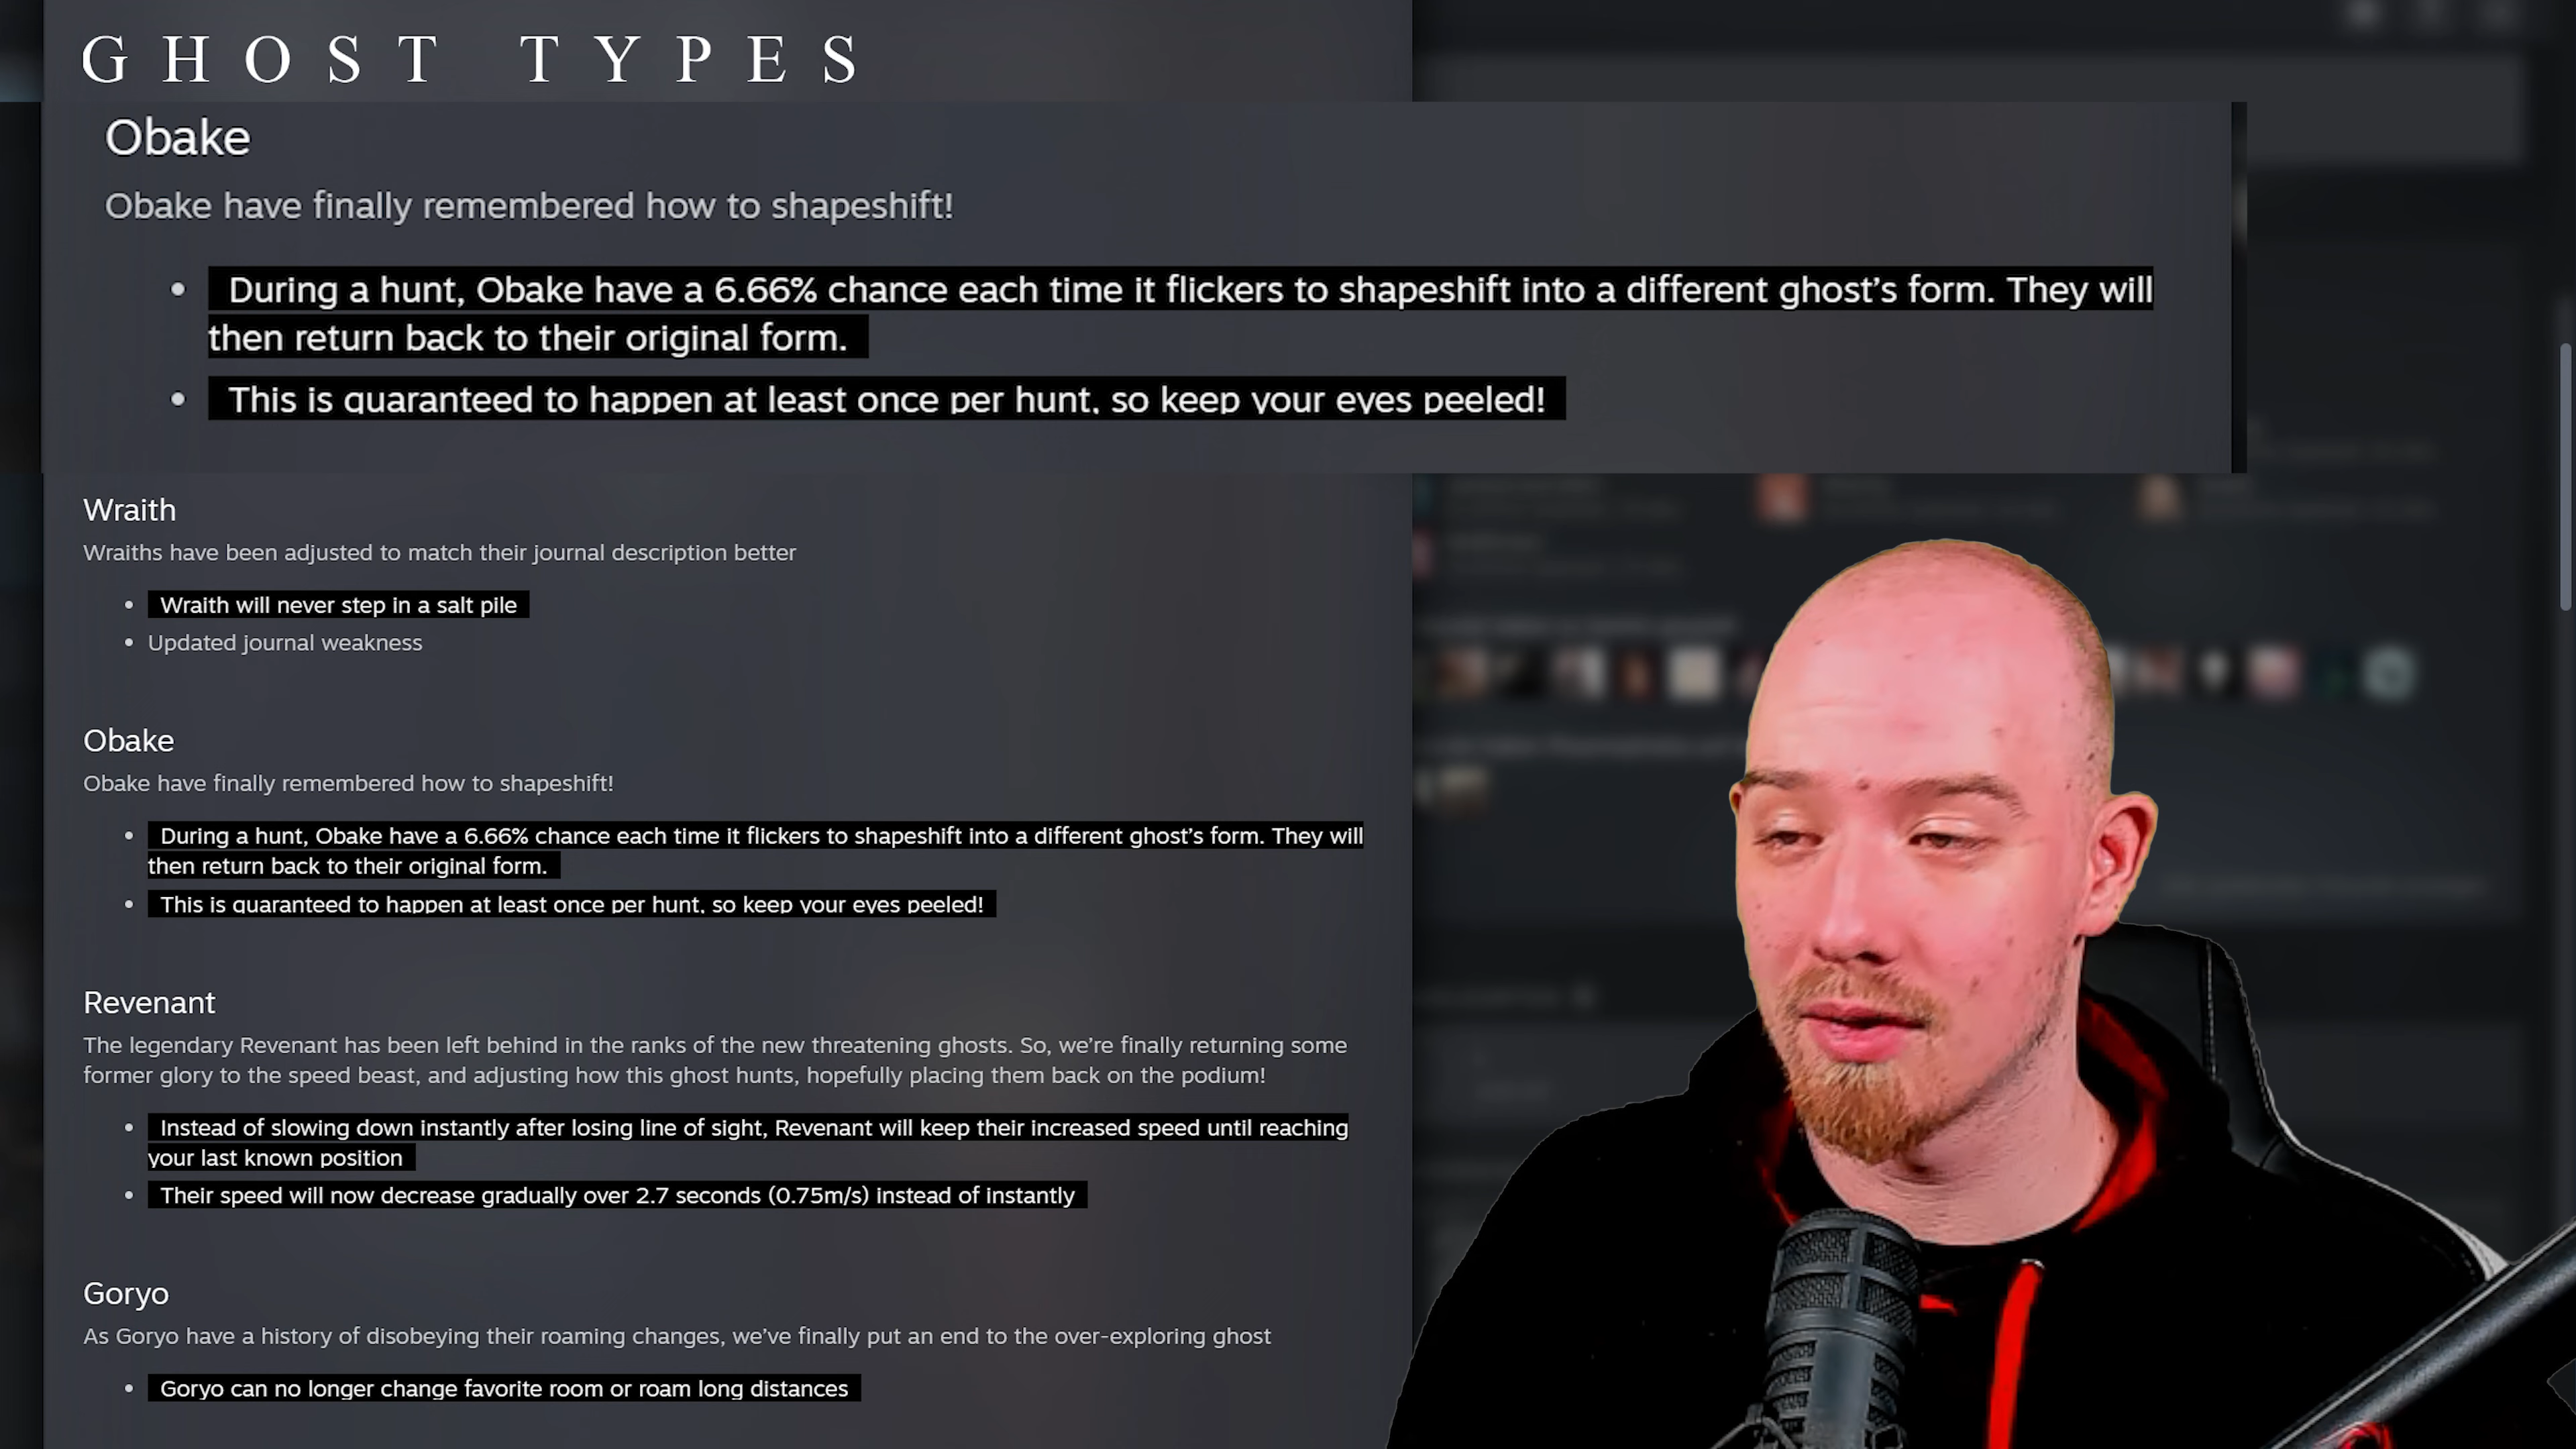 GHOST TYPES
Obake
Obake have finally remembered how to shapeshift!
During a hunt, Obake have a 6.66% chance each time it flickers to shapeshift into a different ghost’s form. They will
then return back to their original form.
This is guaranteed to happen at least once per hunt, so keep your eyes peeled!
Wraith
Wraiths have been adjusted to match their journal description better
Wraith will never step in a salt pile
Updated journal weakness
Obake
Obake have finally remembered how to shapeshift!
During a hunt, Obake have a 6.66% chance each time it flickers to shapeshift into a different ghost’s form. They will
then return back to their original form.
This is guaranteed to happen at least once per hunt, so keep your eyes peeled!
Revenant
The legendary Revenant has been left behind in the ranks of the new threatening ghosts. So, we’re finally returning some
former glory to the speed beast, and adjusting how this ghost hunts, hopefully placing them back on the podium!
Instead of slowing down instantly after losing line of sight, Revenant will keep their increased speed until reaching
your last known position
Their speed will now decrease gradually over 2.7 seconds (0.75m/s) instead of instantly
Goryo
As Goryo have a history of disobeying their roaming changes, we’ve finally put an end to the over-exploring ghost
Goryo can no longer change favorite room or roam long distances